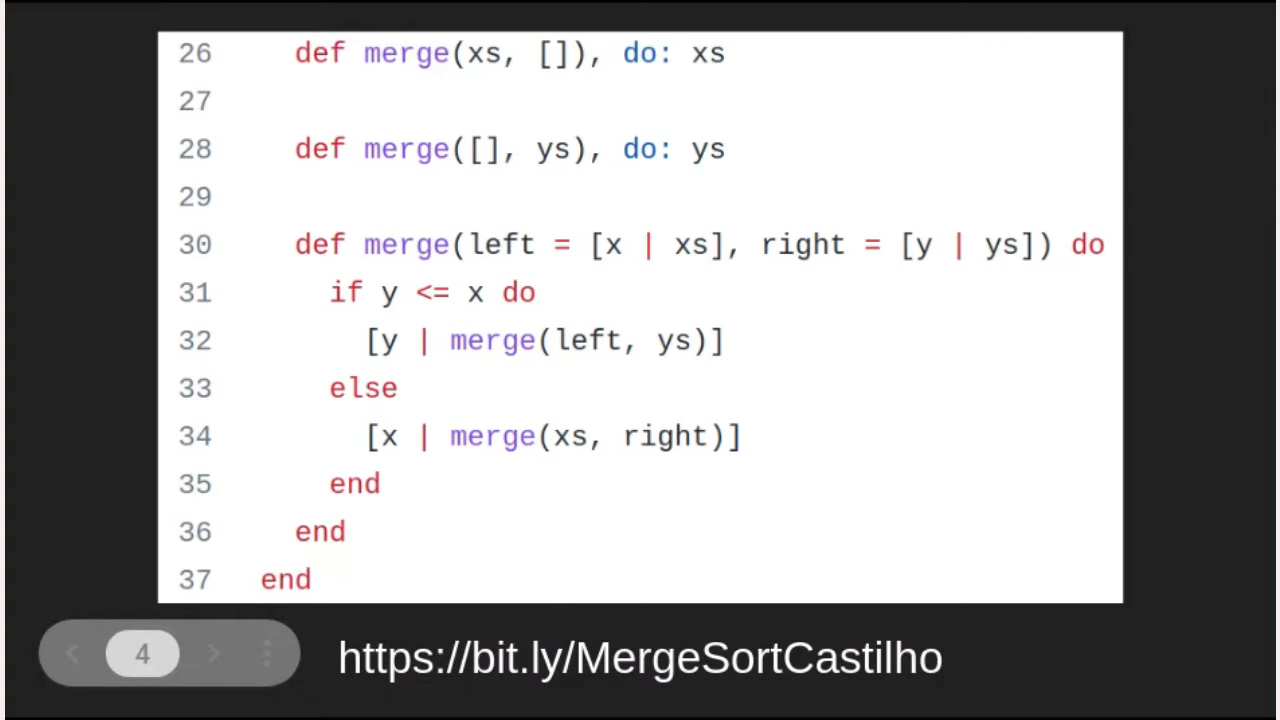 26 def merge(xs, []), do: xs
27
28 def merge([], ys), do: ys
29
30 def merge(left = [x | xs], right = [y | ys]) do
31 if y <= x do
32 [y | merge(left, ys)]
33 else
34 [x | merge(xs, right)]
35 end
36 end
37 end
4
https://bit.ly/MergeSortCastilho